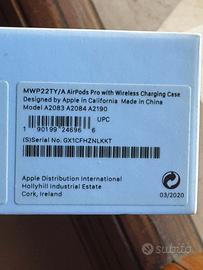 MWP22TY/A AirPods Pro with Wireless Charging Case
Designed by Apple in California Made in China
Model A2083 A2084 A2190
UPC
1 90199 24696 6
(S)Serial No. GX1CFHZNLKKT
Apple Distribution International
Hollyhill Industrial Estate
Cork, Ireland
03/2020
subito